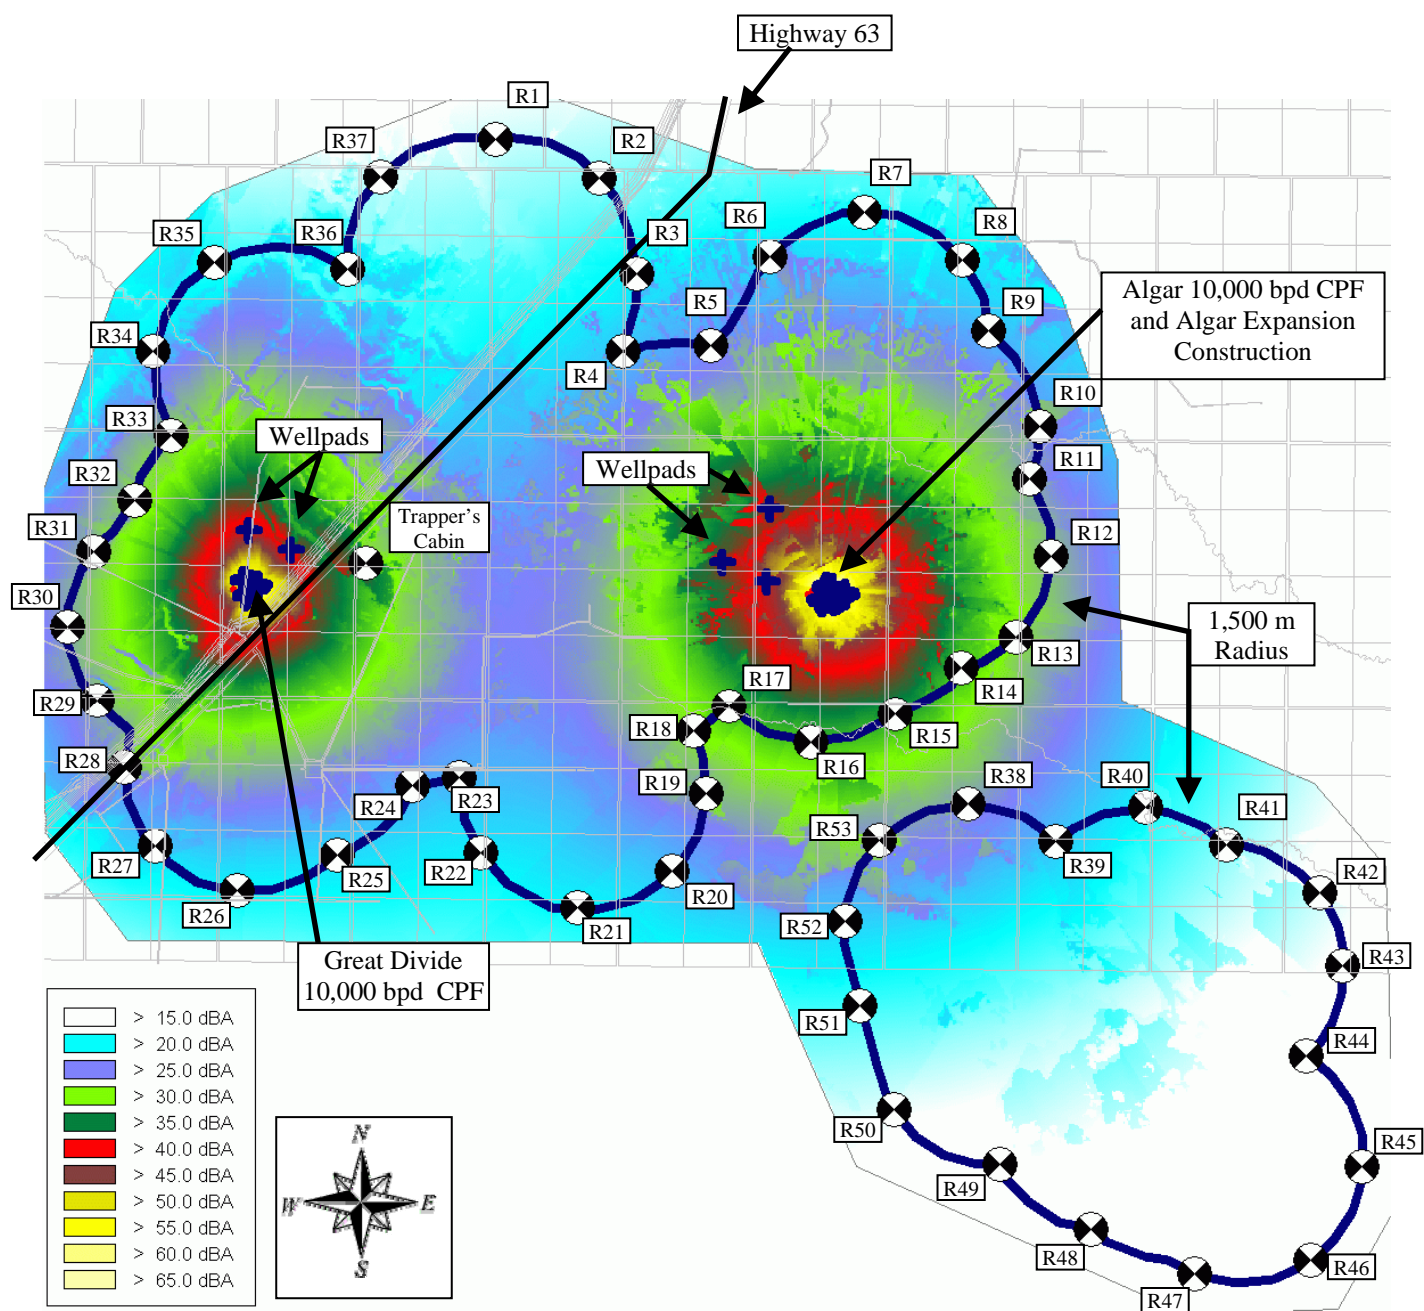 Highway 63
R1
R37
R2
R7
R6
R3
R8
R35
R36
R9
R5
Algar 10,000 bpd CPF
and Algar Expansion
Construction
R34
R4
R10
R33
Wellpads
R11
Wellpads
R32
Trapper's
Cabin
R31
R12
R30
1,500 m
Radius
R13
R14
R29
R17
R18
R15
R28
R16
R19
R38
R40
R24
R23
R53
R41
R27
R22
R25
R39
R42
R20
R26
R21
R52
R43
Great Divide
10,000 bpd CPF
R51
R44
> 15.0 dBA
> 20.0 dBA
> 25.0 dBA
> 30.0 dBA
> 35.0 dBA
> 40.0 dBA
> 45.0 dBA
> 50.0 dBA
> 55.0 dBA
> 60.0 dBA
> 65.0 dBA
N
W E
S
R50
R45
R49
R48
R46
R47